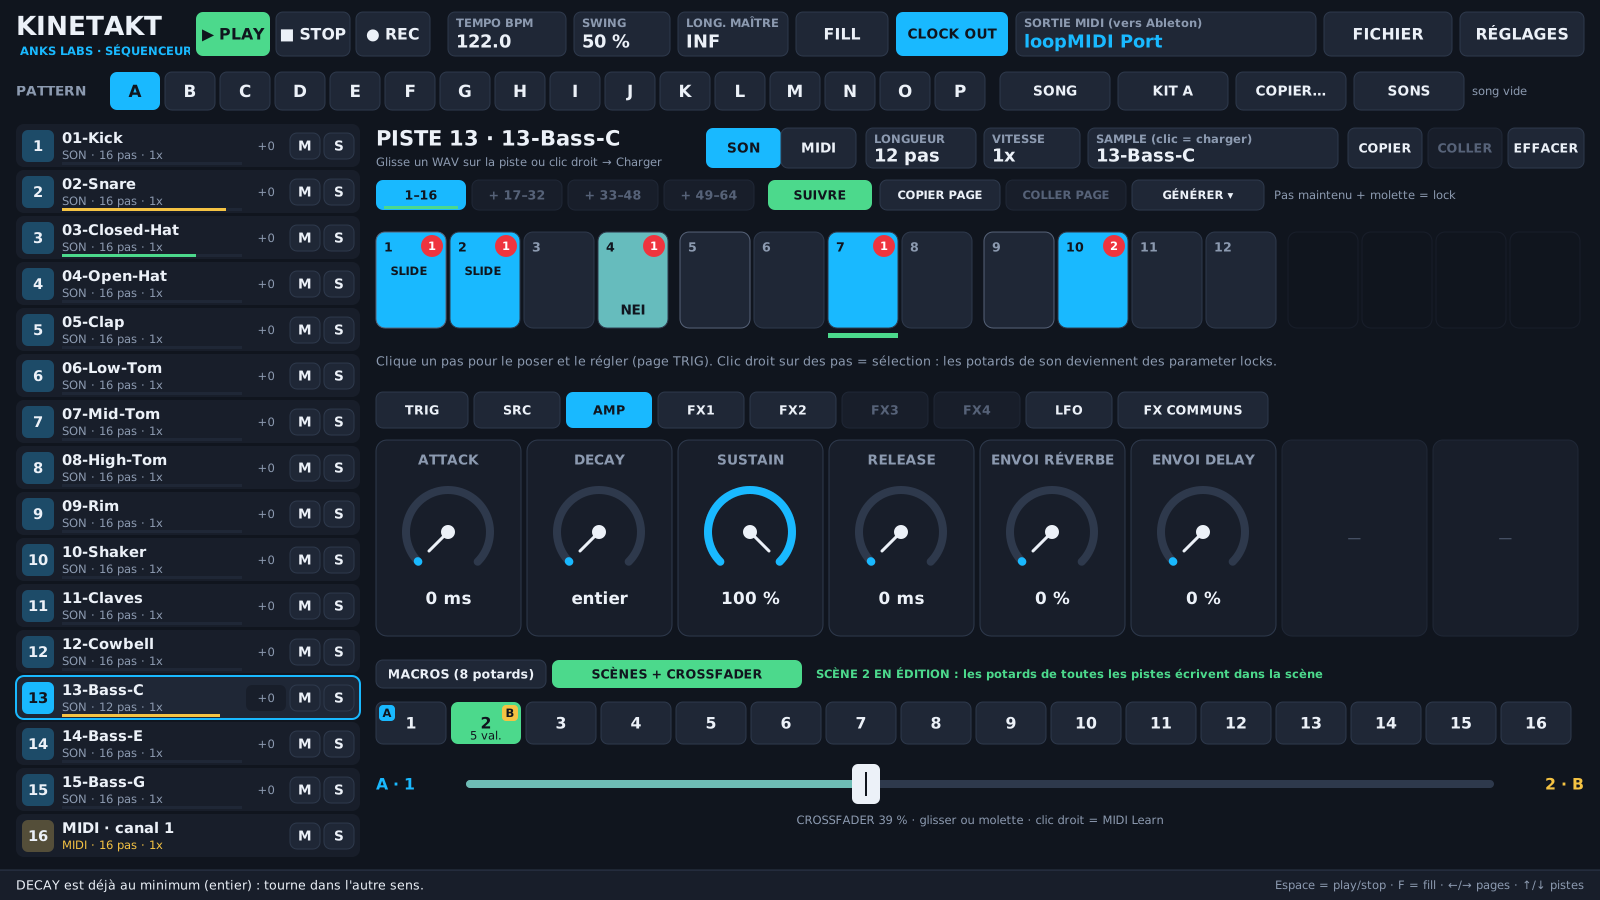 KINETAKT
ANKS LABS · SÉQUENCEUR
▶ PLAY
■ STOP
● REC
TEMPO BPM
122.0
SWING
50 %
LONG. MAÎTRE
INF
FILL
CLOCK OUT
SORTIE MIDI (vers Ableton)
loopMIDI Port
FICHIER
RÉGLAGES
PATTERN
A B C D E F G H I J K L M N O P
SONG
KIT A
COPIER…
SONS
song vide
1 01-Kick +0 M S
SON · 16 pas · 1x
2 02-Snare +0 M S
SON · 16 pas · 1x
3 03-Closed-Hat +0 M S
SON · 16 pas · 1x
4 04-Open-Hat +0 M S
SON · 16 pas · 1x
5 05-Clap +0 M S
SON · 16 pas · 1x
6 06-Low-Tom +0 M S
SON · 16 pas · 1x
7 07-Mid-Tom +0 M S
SON · 16 pas · 1x
8 08-High-Tom +0 M S
SON · 16 pas · 1x
9 09-Rim +0 M S
SON · 16 pas · 1x
10 10-Shaker +0 M S
SON · 16 pas · 1x
11 11-Claves +0 M S
SON · 16 pas · 1x
12 12-Cowbell +0 M S
SON · 16 pas · 1x
13 13-Bass-C +0 M S
SON · 12 pas · 1x
14 14-Bass-E +0 M S
SON · 16 pas · 1x
15 15-Bass-G +0 M S
SON · 16 pas · 1x
16 MIDI · canal 1 M S
MIDI · 16 pas · 1x
PISTE 13 · 13-Bass-C
Glisse un WAV sur la piste ou clic droit → Charger
SON
MIDI
LONGUEUR
12 pas
VITESSE
1x
SAMPLE (clic = charger)
13-Bass-C
COPIER
COLLER
EFFACER
1–16
+ 17–32
+ 33–48
+ 49–64
SUIVRE
COPIER PAGE
COLLER PAGE
GÉNÉRER ▾
Pas maintenu + molette = lock
1 1
SLIDE
2 1
SLIDE
3
4 1
NEI
5
6
7 1
8
9
10 2
11
12
Clique un pas pour le poser et le régler (page TRIG). Clic droit sur des pas = sélection : les potards de son deviennent des parameter locks.
TRIG
SRC
AMP
FX1
FX2
FX3
FX4
LFO
FX COMMUNS
ATTACK
0 ms
DECAY
entier
SUSTAIN
100 %
RELEASE
0 ms
ENVOI RÉVERBE
0 %
ENVOI DELAY
0 %
—
—
MACROS (8 potards)
SCÈNES + CROSSFADER
SCÈNE 2 EN ÉDITION : les potards de toutes les pistes écrivent dans la scène
A 1
2 B
5 val.
3 4 5 6 7 8 9 10 11 12 13 14 15 16
A · 1
2 · B
CROSSFADER 39 % · glisser ou molette · clic droit = MIDI Learn
DECAY est déjà au minimum (entier) : tourne dans l'autre sens.
Espace = play/stop · F = fill · ←/→ pages · ↑/↓ pistes